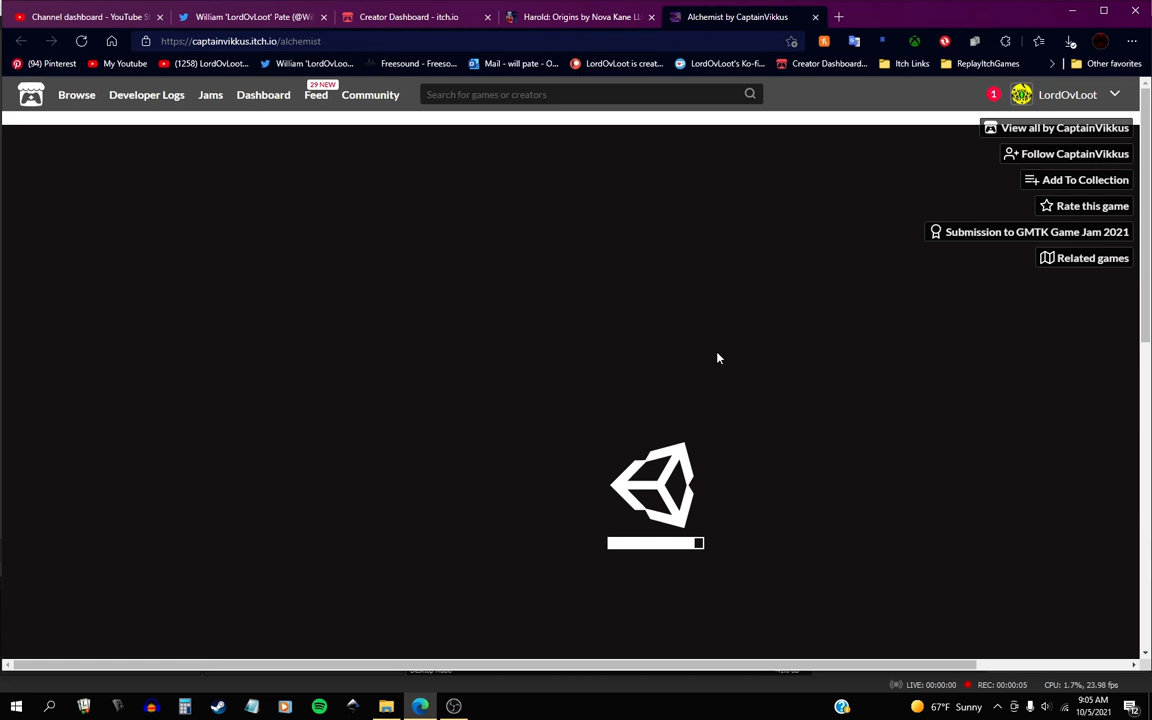 Channel dashboard - YouTube S
William 'LordOvLoot' Pate (@Wi
Creator Dashboard - itch.io
Harold: Origins by Nova Kane LL
Alchemist by CaptainVikkus
https://captainvikkus.itch.io/alchemist
(94) Pinterest
My Youtube
(1258) LordOvLoot...
William 'LordOvLoo...
Freesound - Freeso...
Mail - will pate - O...
LordOvLoot is creat...
LordOvLoot's Ko-fi...
Creator Dashboard...
Itch Links
ReplayItchGames
Other favorites
29 NEW
Browse
Developer Logs
Jams
Dashboard
Feed
Community
Search for games or creators
1
LordOvLoot
View all by CaptainVikkus
Follow CaptainVikkus
Add To Collection
Rate this game
Submission to GMTK Game Jam 2021
Related games
LIVE: 00:00:00
REC: 00:00:05
CPU: 1.7%, 23.98 fps
67°F Sunny
9:05 AM
10/5/2021
12